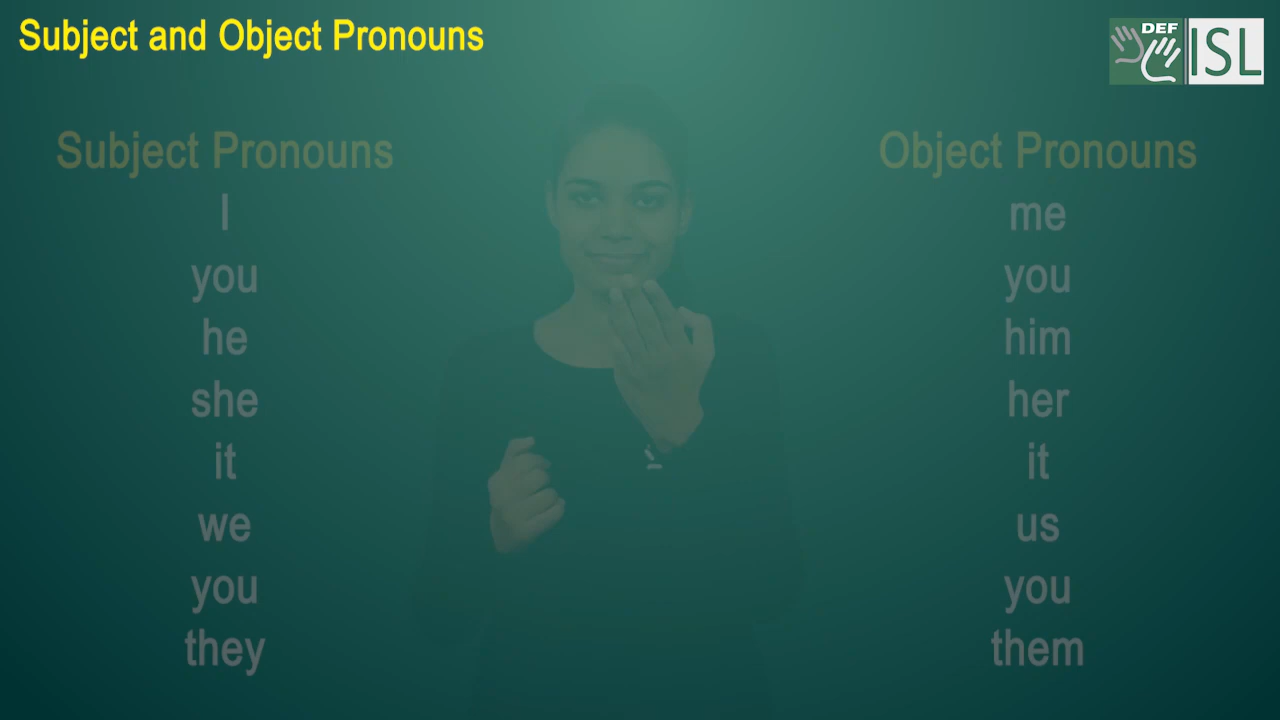 Subject and Object Pronouns
DEF
ISL
Subject Pronouns
I
you
he
she
it
we
you
they
Object Pronouns
me
you
him
her
it
us
you
them